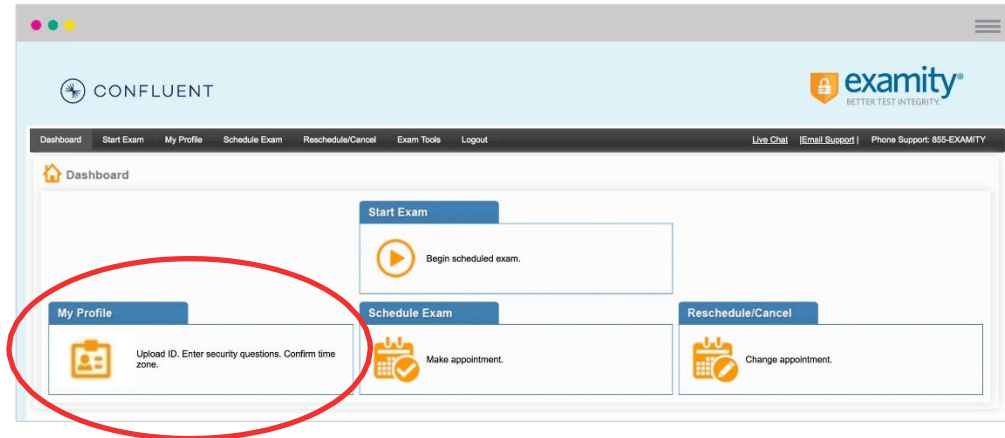 CONFLUENT
examity®
BETTER TEST INTEGRITY.
Dashboard Start Exam My Profile Schedule Exam Reschedule/Cancel Exam Tools Logout Live Chat |Email Support| Phone Support: 855-EXAMITY
Dashboard
Start Exam
Begin scheduled exam.
My Profile
Upload ID. Enter security questions. Confirm time
zone.
Schedule Exam
Make appointment.
Reschedule/Cancel
Change appointment.